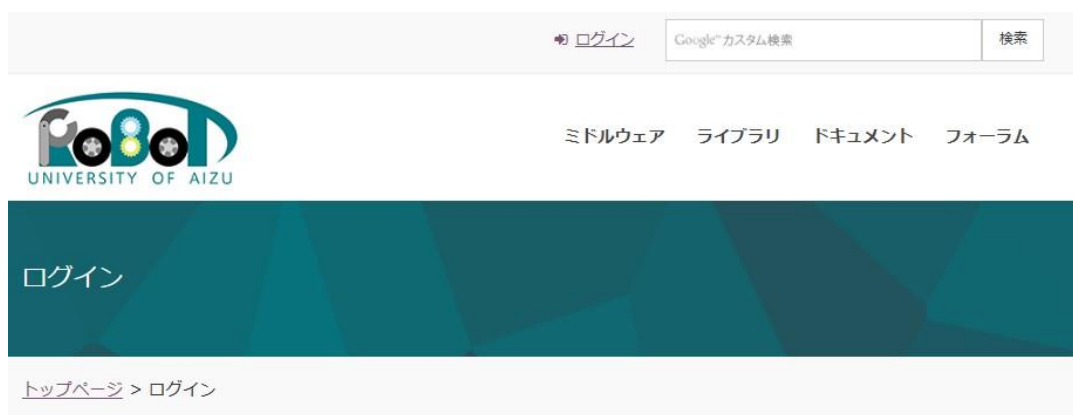 ログイン Google™カスタム検索 検索
RoBoT
UNIVERSITY OF AIZU
ミドルウェア ライブラリ ドキュメント フォーラム
ログイン
トップページ > ログイン